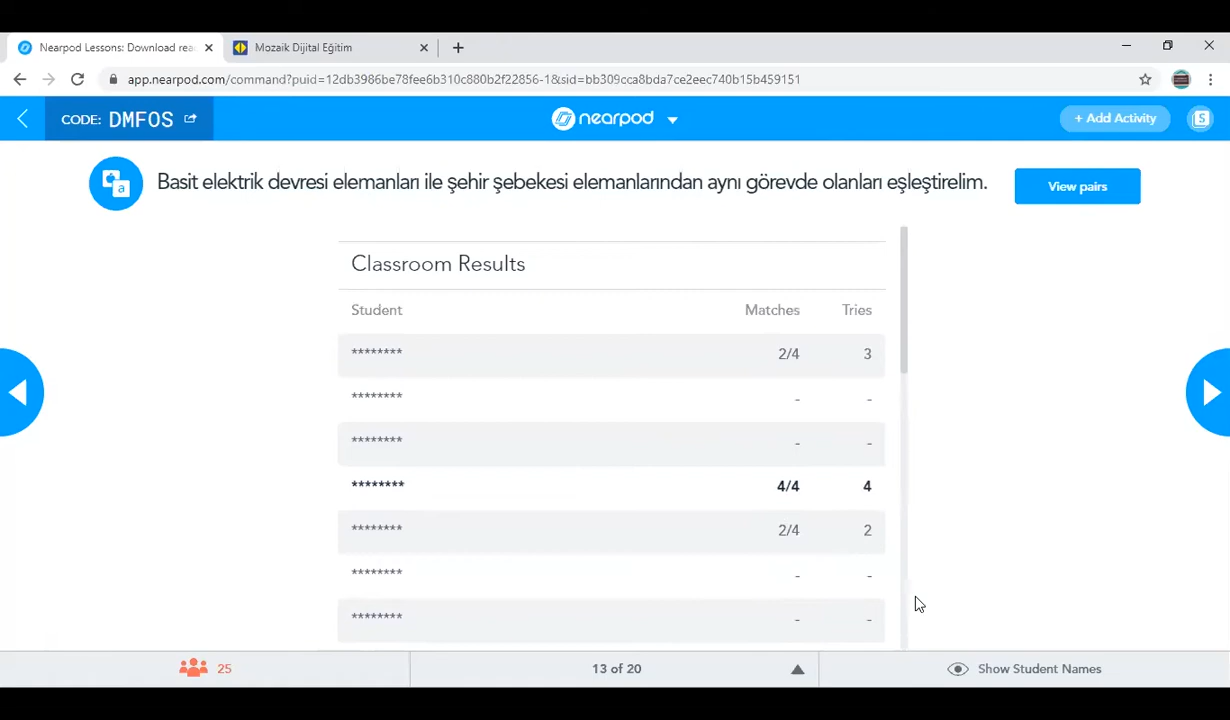 Nearpod Lessons: Download rea
Mozaik Dijital Eğitim
app.nearpod.com/command?puid=12db3986be78fee6b310c880b2f22856-1&sid=bb309cca8bda7ce2eec740b15b459151
CODE: DMFOS
nearpod
+ Add Activity
S
Basit elektrik devresi elemanları ile şehir şebekesi elemanlarından aynı görevde olanları eşleştirelim.
View pairs
Classroom Results
Student Matches Tries
******** 2/4 3
******** - -
******** - -
******** 4/4 4
******** 2/4 2
******** - -
******** - -
25
13 of 20
Show Student Names